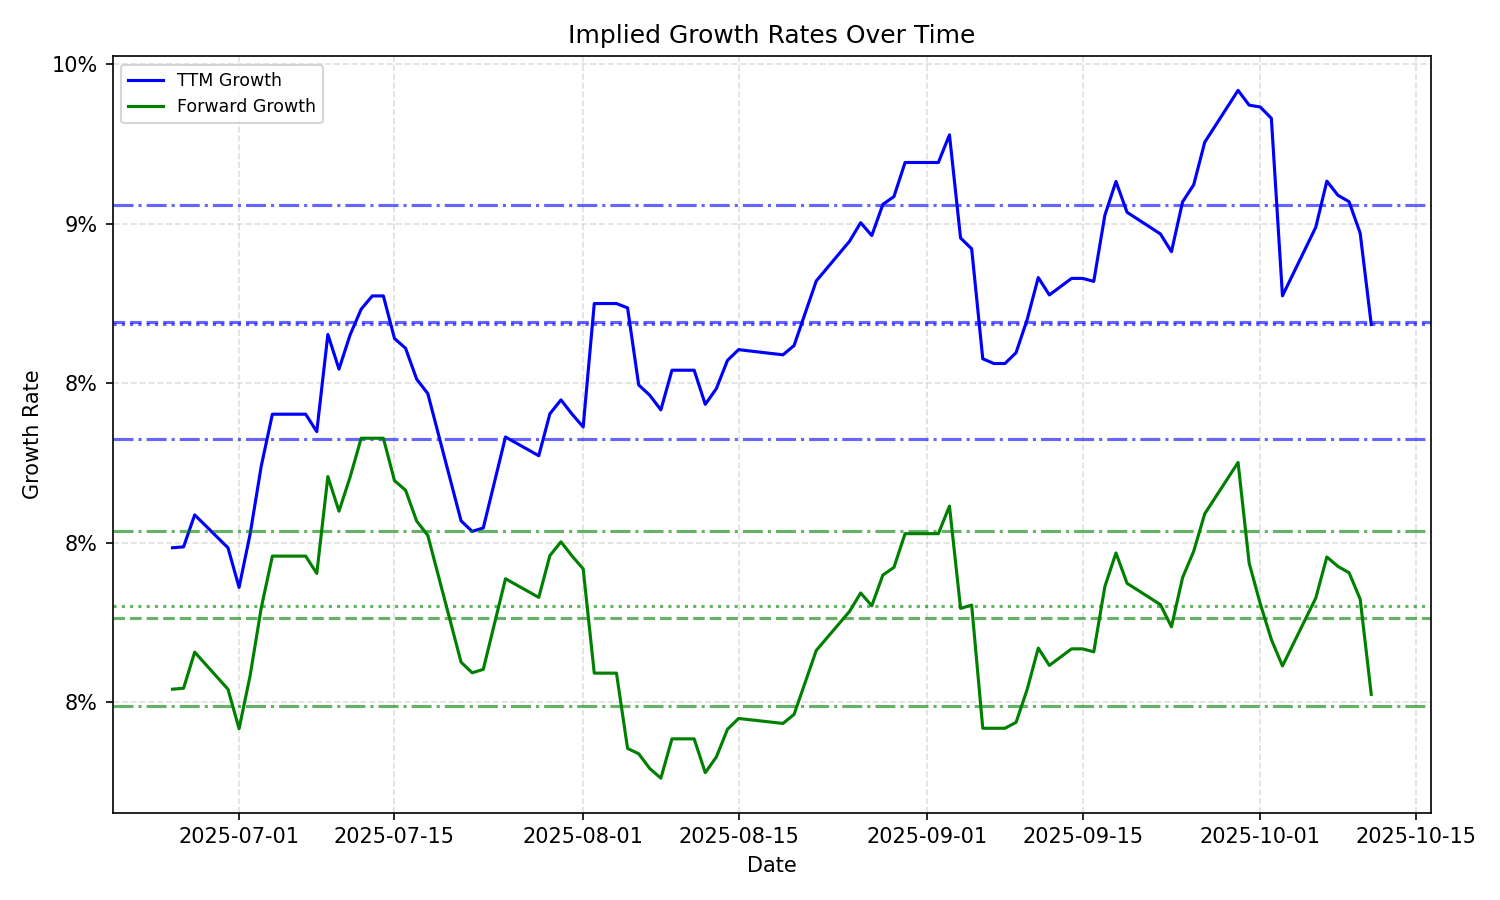 Implied Growth Rates Over Time
TTM Growth
Forward Growth
Growth Rate
10%
9%
8%
8%
8%
2025-07-01
2025-07-15
2025-08-01
2025-08-15
2025-09-01
2025-09-15
2025-10-01
2025-10-15
Date